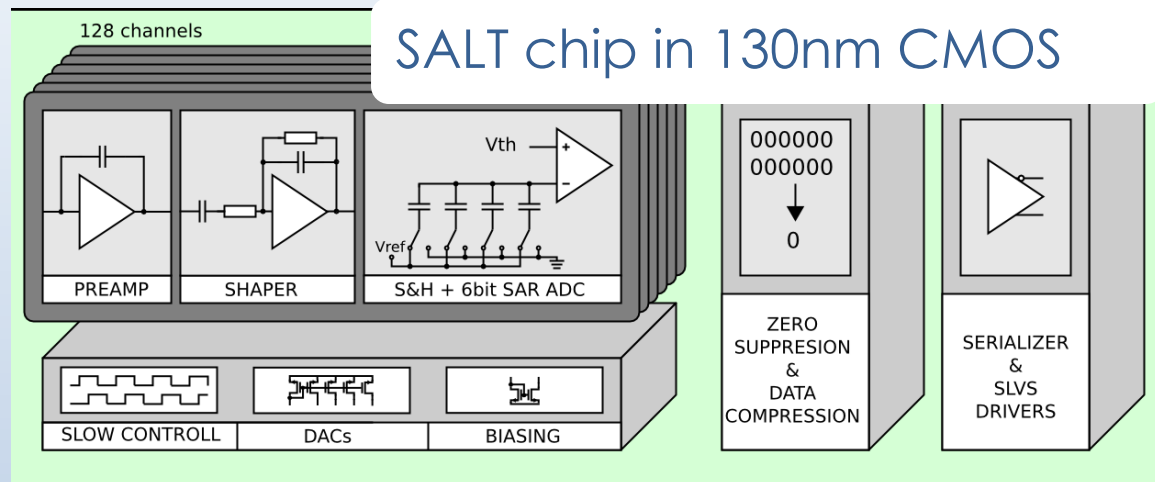 SALT chip in 130nm CMOS
128 channels
Vth
+
−
Vref
PREAMP
SHAPER
S&H + 6bit SAR ADC
SLOW CONTROLL
DACs
BIASING
000000
000000
0
ZERO
SUPPRESION
&
DATA
COMPRESSION
SERIALIZER
&
SLVS
DRIVERS